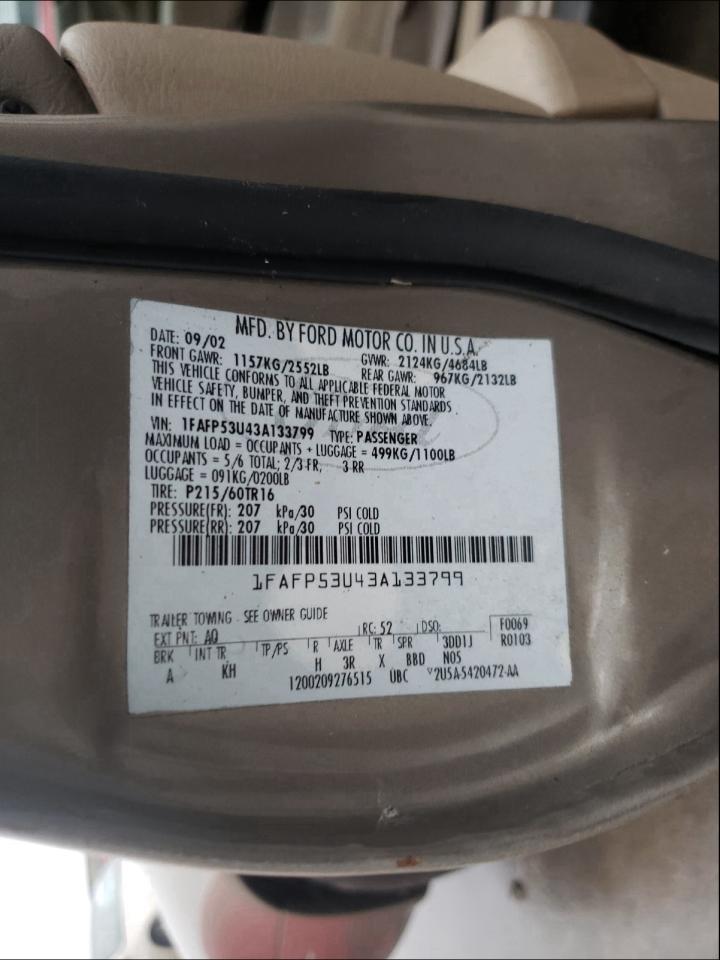 MFD. BY FORD MOTOR CO. IN U.S.A.
DATE: 09/02 GVWR: 2124KG/4684LB
FRONT GAWR: 1157KG/2552LB REAR GAWR: 967KG/2132LB
THIS VEHICLE CONFORMS TO ALL APPLICABLE FEDERAL MOTOR
VEHICLE SAFETY, BUMPER, AND THEFT PREVENTION STANDARDS
IN EFFECT ON THE DATE OF MANUFACTURE SHOWN ABOVE.
VIN: 1FAFP53U43A133799 TYPE: PASSENGER
MAXIMUM LOAD = OCCUPANTS + LUGGAGE = 499KG/1100LB
OCCUPANTS = 5/6 TOTAL; 2/3 FR, 3 RR
LUGGAGE = 091KG/0200LB
TIRE: P215/60TR16
PRESSURE(FR): 207 kPa/30 PSI COLD
PRESSURE(RR): 207 kPa/30 PSI COLD
1FAFP53U43A133799
TRAILER TOWING - SEE OWNER GUIDE
EXT PNT: AQ RC: 52 DSO: F0069
BRK INT TR TP/PS R AXLE TR SPR 3DD1J R0103
A KH H 3R X BBD N05
1200209276515 UBC V2U5A-5420472-AA